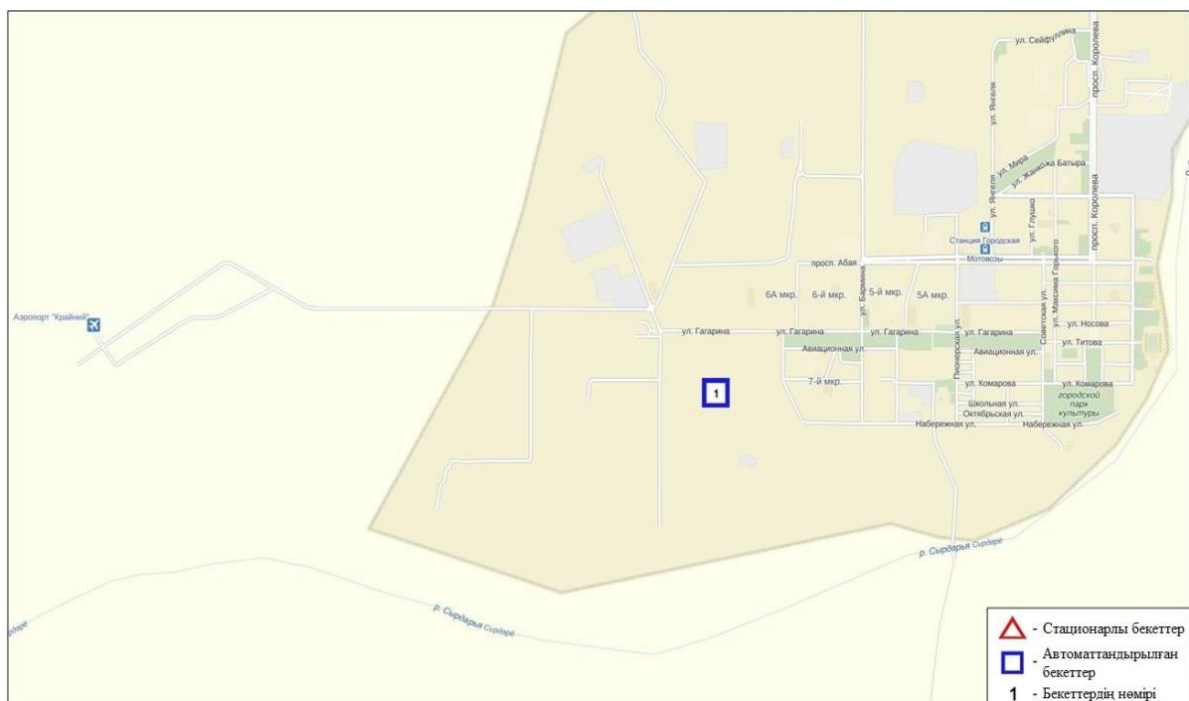 ул. Сейфуллина
просп. Королева
ул. Янгеля
ул. Мира
ул. Жанкожа Батыра
ул. Янгеля
ул. Глушко
просп. Королева
Станция Городская
Мотовозы
ул. Максима Горького
просп. Абая
ул. Бармина
6А мкр.
6-й мкр.
5-й мкр.
5А мкр.
Аэропорт "Крайний"
Советская ул.
ул. Носова
ул. Гагарина
ул. Гагарина
ул. Гагарина
ул. Гагарина
ул. Титова
Пионерская ул.
Авиационная ул.
Авиационная ул.
7-й мкр.
ул. Комарова
ул. Комарова
1
городской
парк
культуры
Школьная ул.
Октябрьская ул.
Набережная ул.
Набережная ул.
р. Сырдарья Сирдарё
р. Сырдарья Сирдарё
- Стационарлы бекеттер
- Автоматтандырылған
бекеттер
1 - Бекеттердің нөмірі